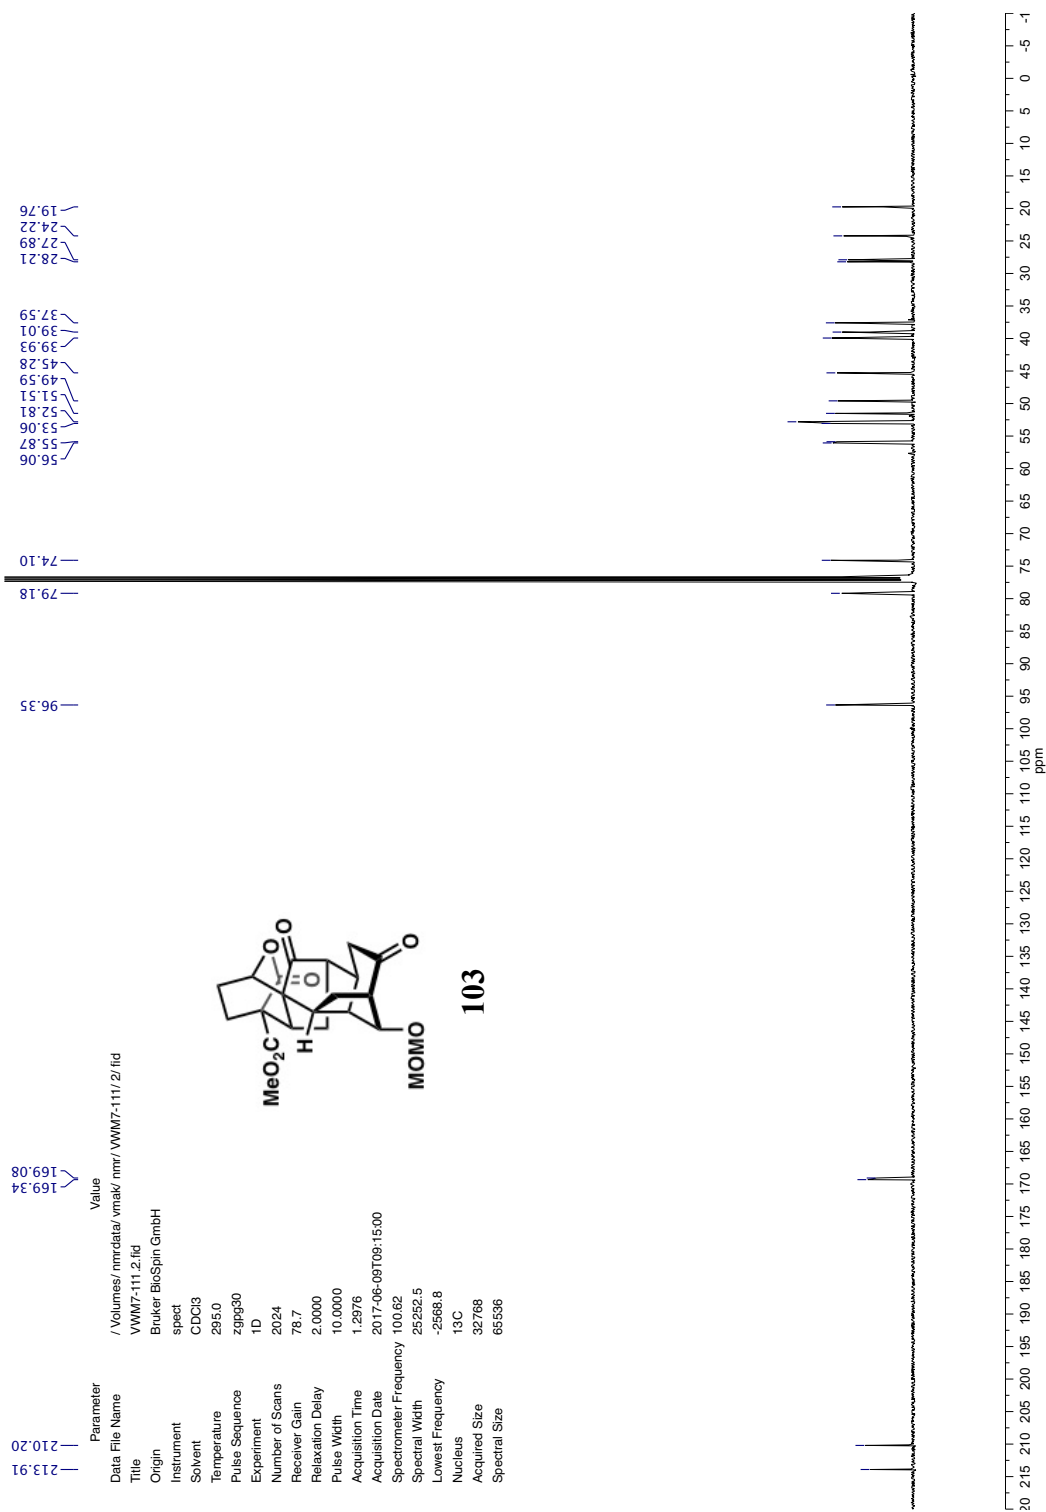 Parameter Value
Data File Name / Volumes/ nmrdata/ vmak/ nmr/ VWM7-111/ 2/ fid
Title VWM7-111.2.fid
Origin Bruker BioSpin GmbH
Instrument spect
Solvent CDCl3
Temperature 295.0
Pulse Sequence zgpg30
Experiment 1D
Number of Scans 2024
Receiver Gain 78.7
Relaxation Delay 2.0000
Pulse Width 10.0000
Acquisition Time 1.2976
Acquisition Date 2017-06-09T09:15:00
Spectrometer Frequency 100.62
Spectral Width 25252.5
Lowest Frequency -2568.8
Nucleus 13C
Acquired Size 32768
Spectral Size 65536
MeO2C
H
O
O
O
O
MOMO
103
213.91
210.20
169.34
169.08
96.35
79.18
74.10
56.06
55.87
53.06
52.81
51.51
49.59
45.28
39.93
39.01
37.59
28.21
27.89
24.22
19.76
20 215 210 205 200 195 190 185 180 175 170 165 160 155 150 145 140 135 130 125 120 115 110 105 100 95 90 85 80 75 70 65 60 55 50 45 40 35 30 25 20 15 10 5 0 -5 -1
ppm